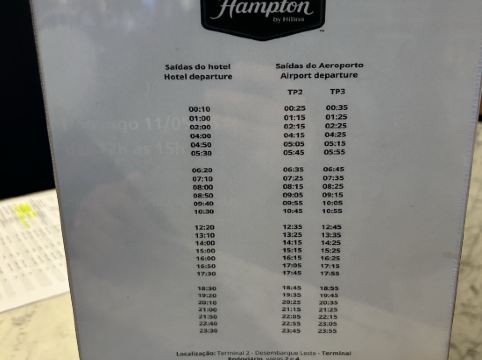 Hampton
by Hilton
Saídas do hotel Saídas do Aeroporto
Hotel departure Airport departure
TP2 TP3
00:10 00:25 00:35
01:00 01:15 01:25
02:00 02:15 02:25
04:00 04:15 04:25
04:50 05:05 05:15
05:30 05:45 05:55
06:20 06:35 06:45
07:10 07:25 07:35
08:00 08:15 08:25
08:50 09:05 09:15
09:40 09:55 10:05
10:30 10:45 10:55
12:20 12:35 12:45
13:10 13:25 13:35
14:00 14:15 14:25
15:00 15:15 15:25
16:00 16:15 16:25
16:50 17:05 17:15
17:30 17:45 17:55
18:30 18:45 18:55
19:20 19:35 19:45
20:10 20:25 20:35
21:00 21:15 21:25
21:50 22:05 22:15
22:40 22:55 23:05
23:30 23:45 23:55
Localização: Terminal 2 - Desembarque Leste - Terminal